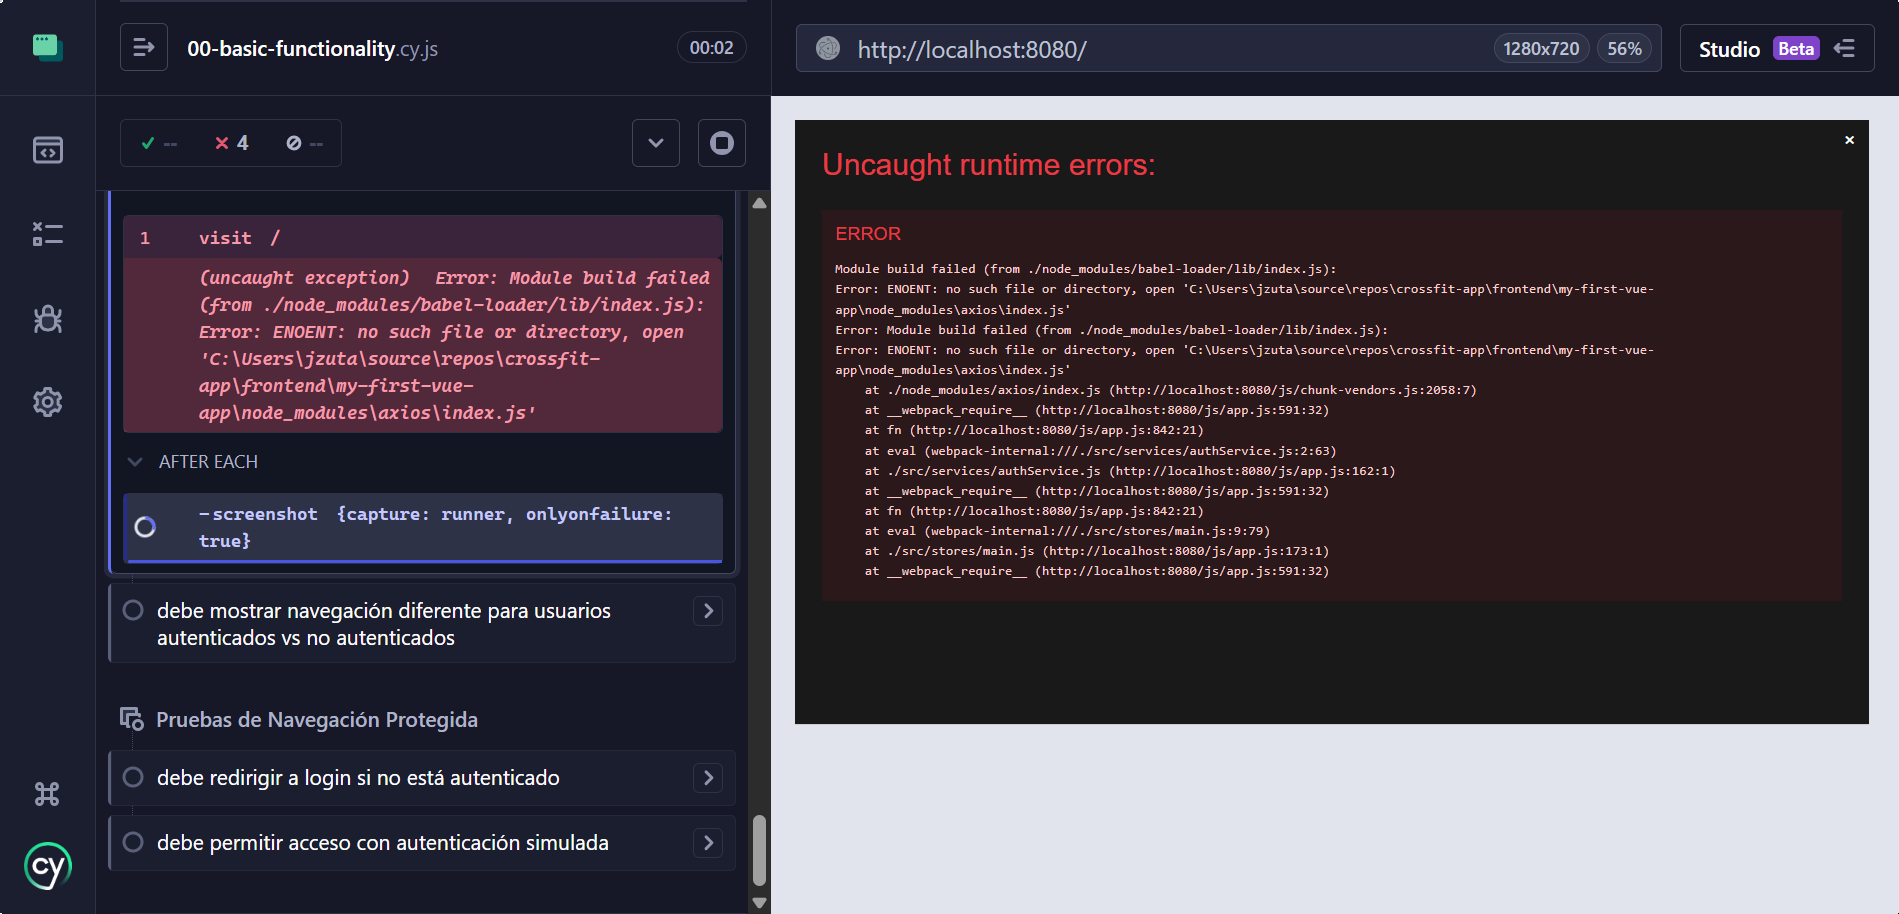 00-basic-functionality.cy.js
00:02
-- 4 --
1 visit /
(uncaught exception) Error: Module build failed
(from ./node_modules/babel-loader/lib/index.js):
Error: ENOENT: no such file or directory, open
'C:\Users\jzuta\source\repos\crossfit-
app\frontend\my-first-vue-
app\node_modules\axios\index.js'
AFTER EACH
-screenshot {capture: runner, onlyonfailure:
true}
debe mostrar navegación diferente para usuarios
autenticados vs no autenticados
Pruebas de Navegación Protegida
debe redirigir a login si no está autenticado
debe permitir acceso con autenticación simulada
cy
http://localhost:8080/
1280x720
56%
Studio Beta
Uncaught runtime errors:
×
ERROR
Module build failed (from ./node_modules/babel-loader/lib/index.js):
Error: ENOENT: no such file or directory, open 'C:\Users\jzuta\source\repos\crossfit-app\frontend\my-first-vue-
app\node_modules\axios\index.js'
Error: Module build failed (from ./node_modules/babel-loader/lib/index.js):
Error: ENOENT: no such file or directory, open 'C:\Users\jzuta\source\repos\crossfit-app\frontend\my-first-vue-
app\node_modules\axios\index.js'
at ./node_modules/axios/index.js (http://localhost:8080/js/chunk-vendors.js:2058:7)
at __webpack_require__ (http://localhost:8080/js/app.js:591:32)
at fn (http://localhost:8080/js/app.js:842:21)
at eval (webpack-internal:///./src/services/authService.js:2:63)
at ./src/services/authService.js (http://localhost:8080/js/app.js:162:1)
at __webpack_require__ (http://localhost:8080/js/app.js:591:32)
at fn (http://localhost:8080/js/app.js:842:21)
at eval (webpack-internal:///./src/stores/main.js:9:79)
at ./src/stores/main.js (http://localhost:8080/js/app.js:173:1)
at __webpack_require__ (http://localhost:8080/js/app.js:591:32)